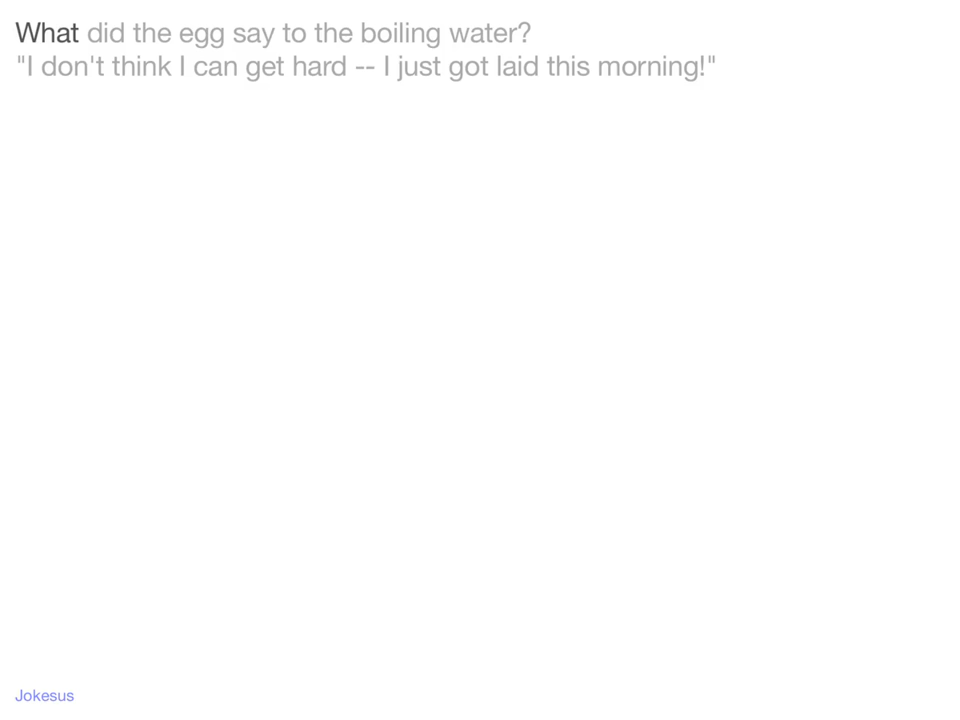 What did the egg say to the boiling water?
"I don't think I can get hard -- I just got laid this morning!"
Jokesus